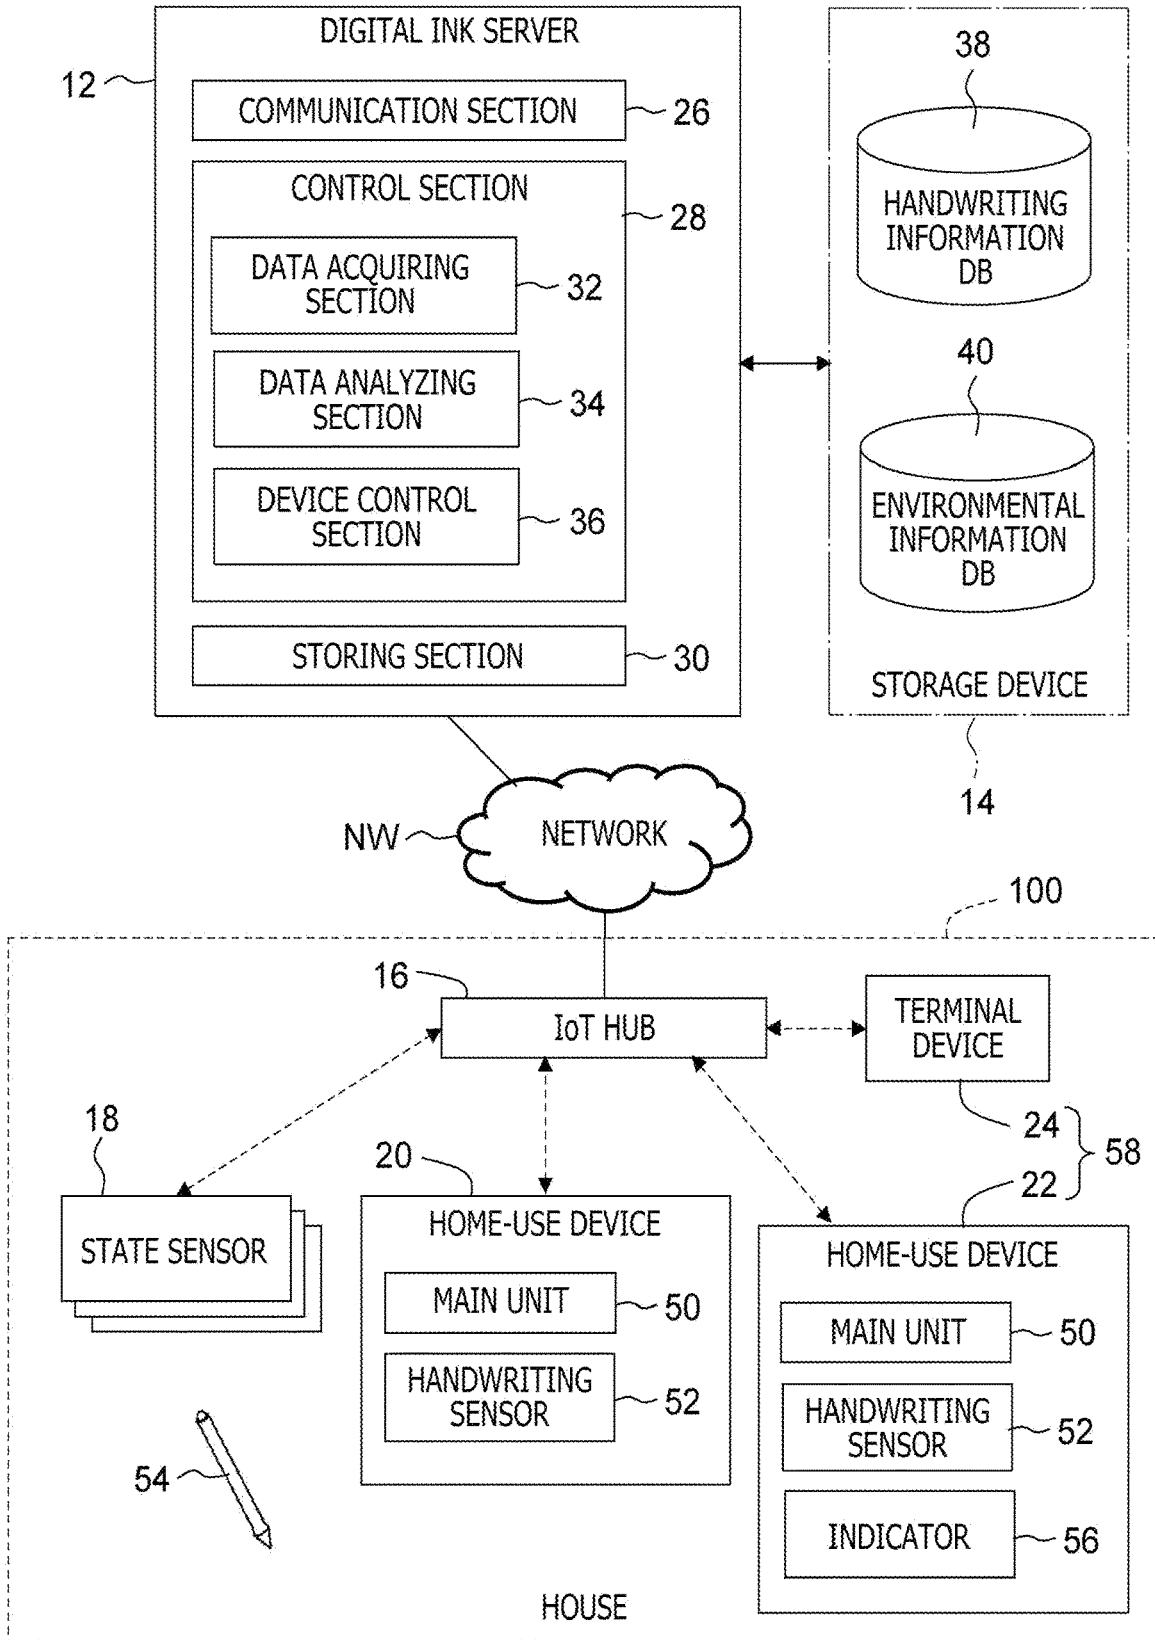 DIGITAL INK SERVER
12
COMMUNICATION SECTION
26
CONTROL SECTION
28
DATA ACQUIRING
SECTION
32
DATA ANALYZING
SECTION
34
DEVICE CONTROL
SECTION
36
STORING SECTION
30
38
HANDWRITING
INFORMATION
DB
40
ENVIRONMENTAL
INFORMATION
DB
STORAGE DEVICE
14
NW
NETWORK
100
16
IoT HUB
TERMINAL
DEVICE
24
58
22
18
STATE SENSOR
20
HOME-USE DEVICE
MAIN UNIT
50
HANDWRITING
SENSOR
52
HOME-USE DEVICE
MAIN UNIT
50
HANDWRITING
SENSOR
52
INDICATOR
56
54
HOUSE